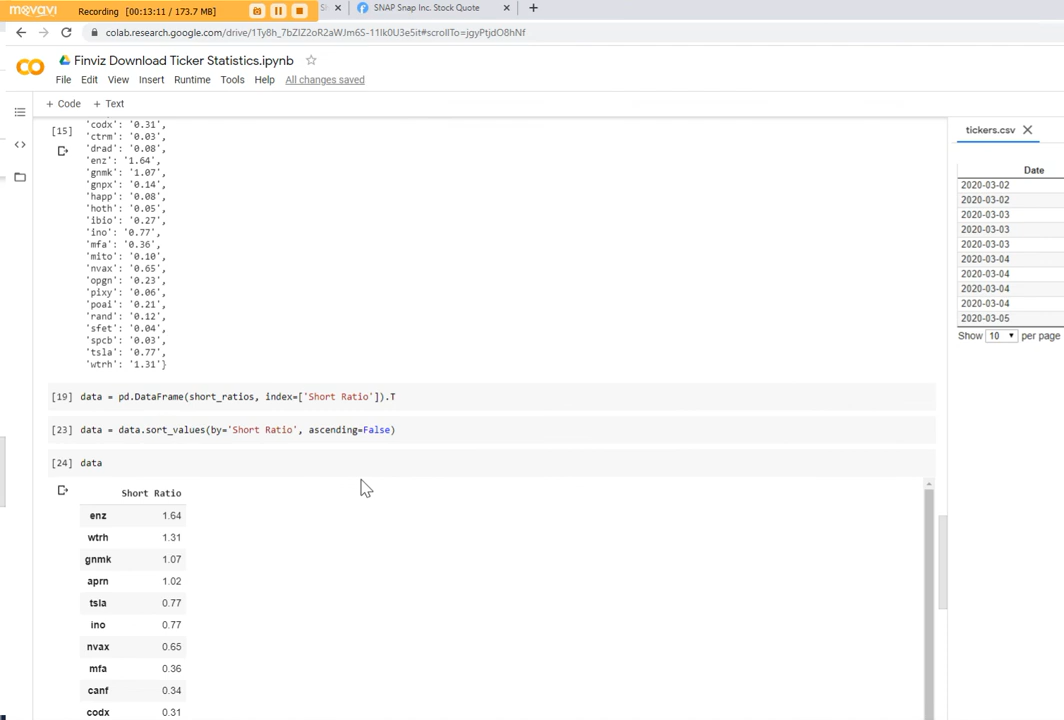 movavi Recording (00:13:11 / 173.7 MB)
SNAP Snap Inc. Stock Quote
colab.research.google.com/drive/1Ty8h_7bZIZ2oR2aWJm6S-11Ik0U3e5it#scrollTo=jgyPtjdO8hNf
Finviz Download Ticker Statistics.ipynb
File Edit View Insert Runtime Tools Help All changes saved
+ Code + Text
[15]
'codx': '0.31',
'ctrm': '0.03',
'drad': '0.08',
'enz': '1.64',
'gnmk': '1.07',
'gnpx': '0.14',
'happ': '0.08',
'hoth': '0.05',
'ibio': '0.27',
'ino': '0.77',
'mfa': '0.36',
'mito': '0.10',
'nvax': '0.65',
'opgn': '0.23',
'pixy': '0.06',
'poai': '0.21',
'rand': '0.12',
'sfet': '0.04',
'spcb': '0.03',
'tsla': '0.77',
'wtrh': '1.31'}
[19] data = pd.DataFrame(short_ratios, index=['Short Ratio']).T
[23] data = data.sort_values(by='Short Ratio', ascending=False)
[24] data
Short Ratio
enz 1.64
wtrh 1.31
gnmk 1.07
aprn 1.02
tsla 0.77
ino 0.77
nvax 0.65
mfa 0.36
canf 0.34
codx 0.31
tickers.csv
Date
2020-03-02
2020-03-02
2020-03-03
2020-03-03
2020-03-03
2020-03-04
2020-03-04
2020-03-04
2020-03-04
2020-03-05
Show 10 per page